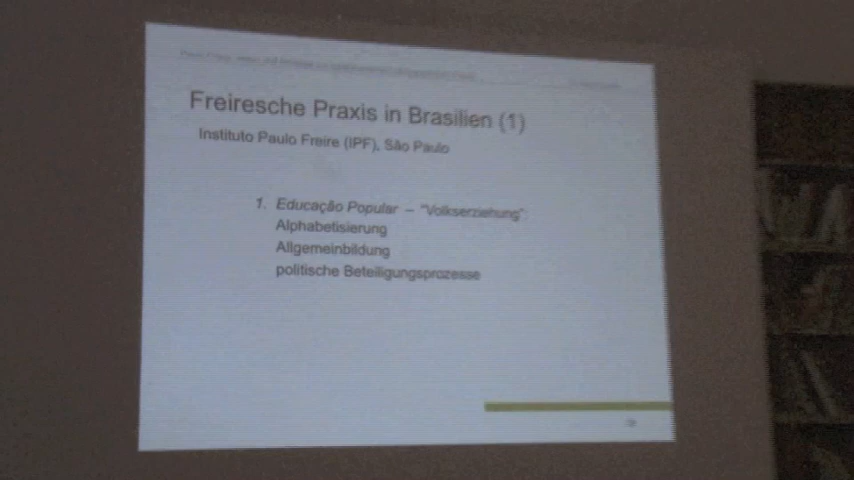 Freiresche Praxis in Brasilien (1)
Instituto Paulo Freire (IPF), São Paulo
1. Educação Popular – "Volkserziehung":
Alphabetisierung
Allgemeinbildung
politische Beteiligungsprozesse